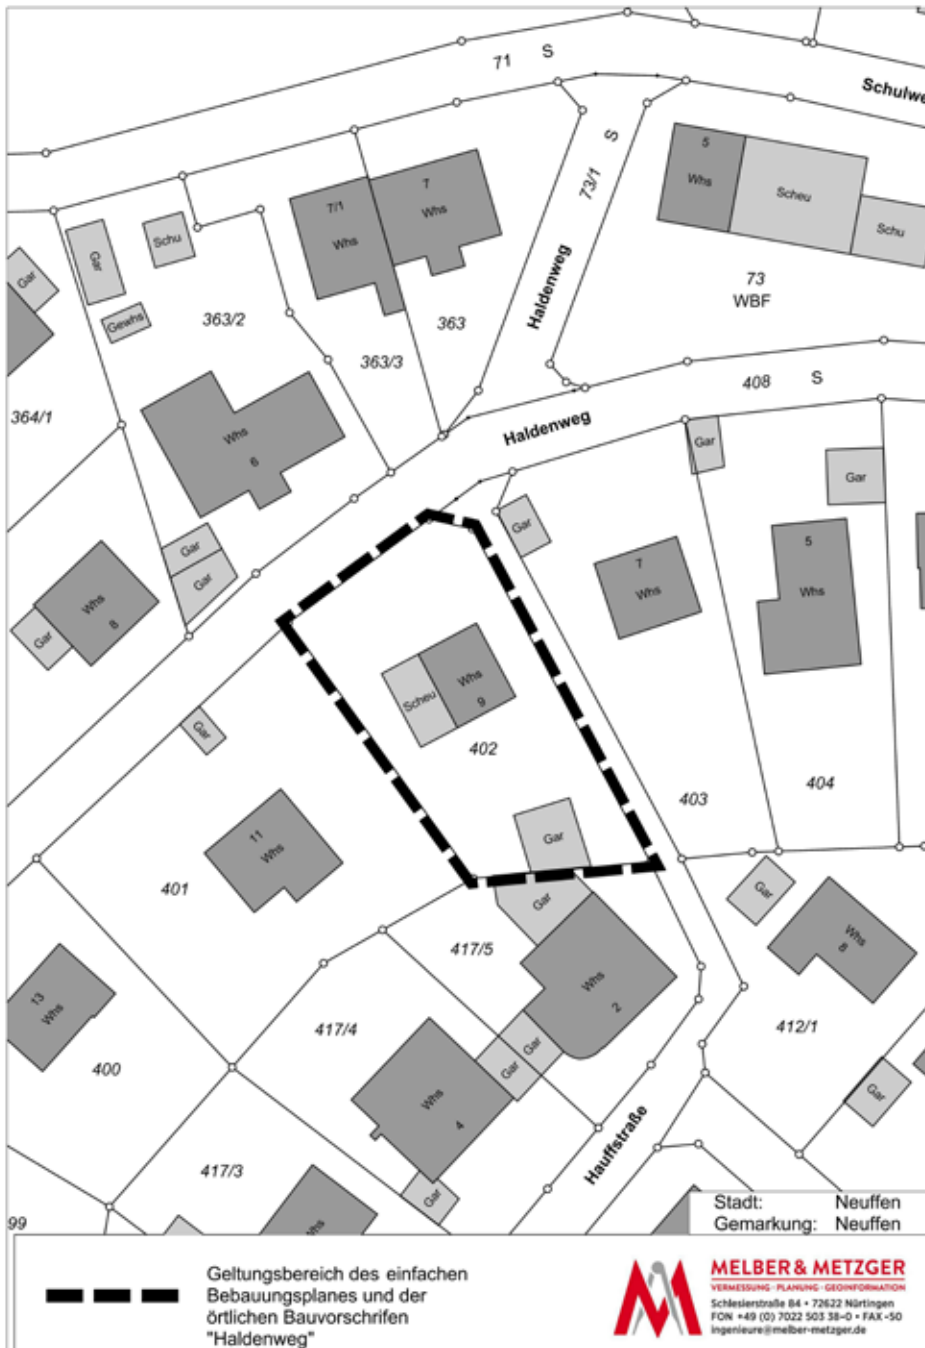 71 S
Schulwe
73/1 S
5
Whs
Scheu
Schu
7/1
Whs
7
Whs
Gar
Schu
Gar
Gewhs
363/2
363
363/3
Haldenweg
73
WBF
364/1
408 S
Haldenweg
Whs
6
Gar
Gar
Gar
Gar
Gar
Whs
8
Gar
7
Whs
5
Whs
Scheu
Whs
9
402
Gar
403
404
Gar
11
Whs
401
Gar
Gar
417/5
Whs
8
13
Whs
Whs
2
417/4
412/1
400
Gar
Gar
Gar
Whs
4
Hauffstraße
417/3
Gar
Whs
99
Stadt: Neuffen
Gemarkung: Neuffen
Geltungsbereich des einfachen
Bebauungsplanes und der
örtlichen Bauvorschrifen
"Haldenweg"
MELBER & METZGER
VERMESSUNG · PLANUNG · GEOINFORMATION
Schlesierstraße 84 • 72622 Nürtingen
FON +49 (0) 7022 503 38-0 • FAX -50
ingenieure@melber-metzger.de